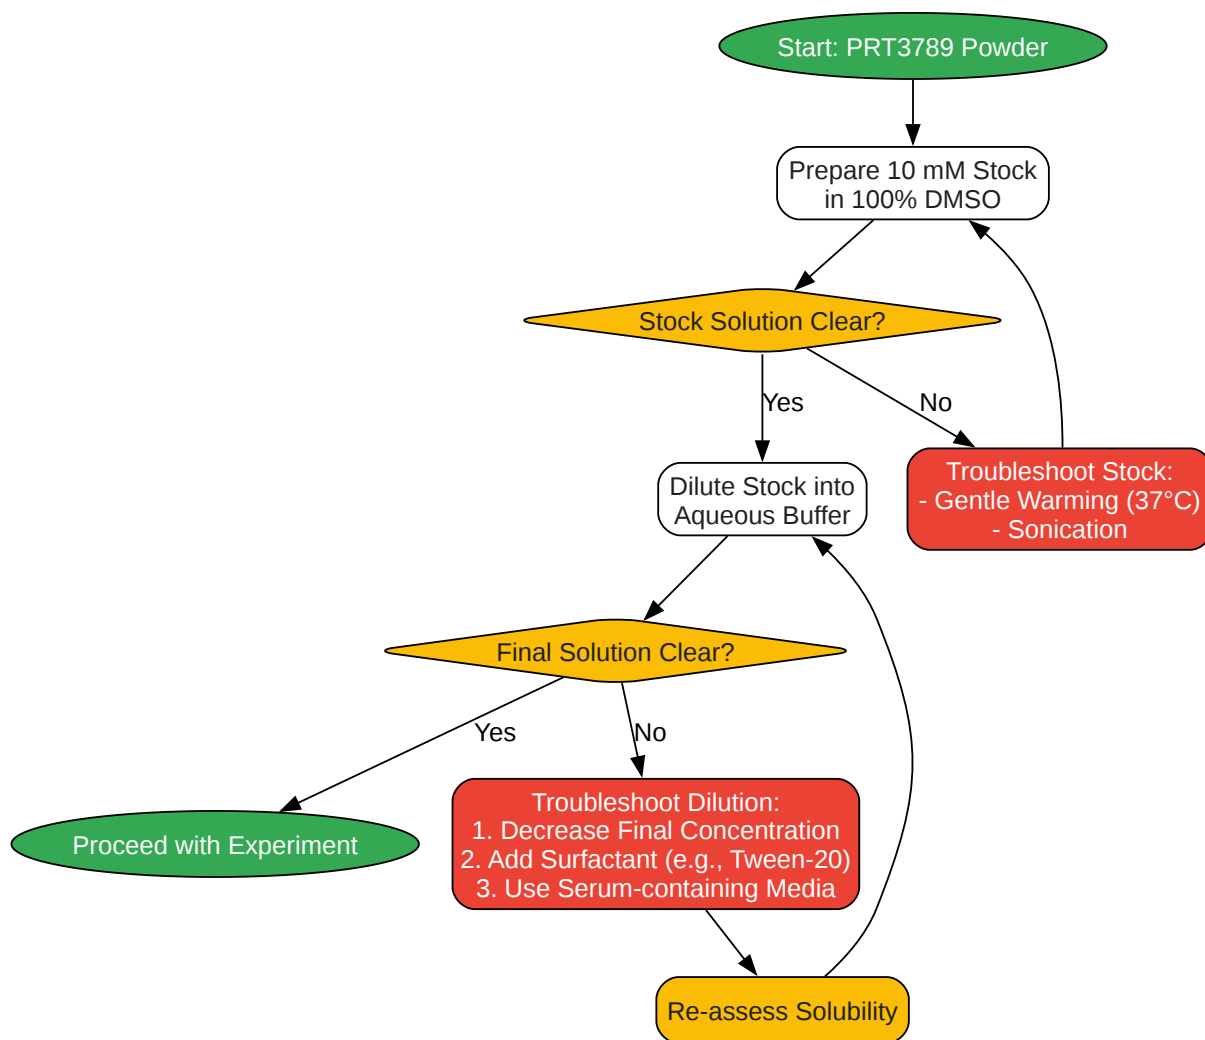 Start: PRT3789 Powder
Prepare 10 mM Stock
in 100% DMSO
Stock Solution Clear?
Yes
No
Troubleshoot Stock:
- Gentle Warming (37°C)
- Sonication
Dilute Stock into
Aqueous Buffer
Final Solution Clear?
Yes
No
Troubleshoot Dilution:
1. Decrease Final Concentration
2. Add Surfactant (e.g., Tween-20)
3. Use Serum-containing Media
Proceed with Experiment
Re-assess Solubility